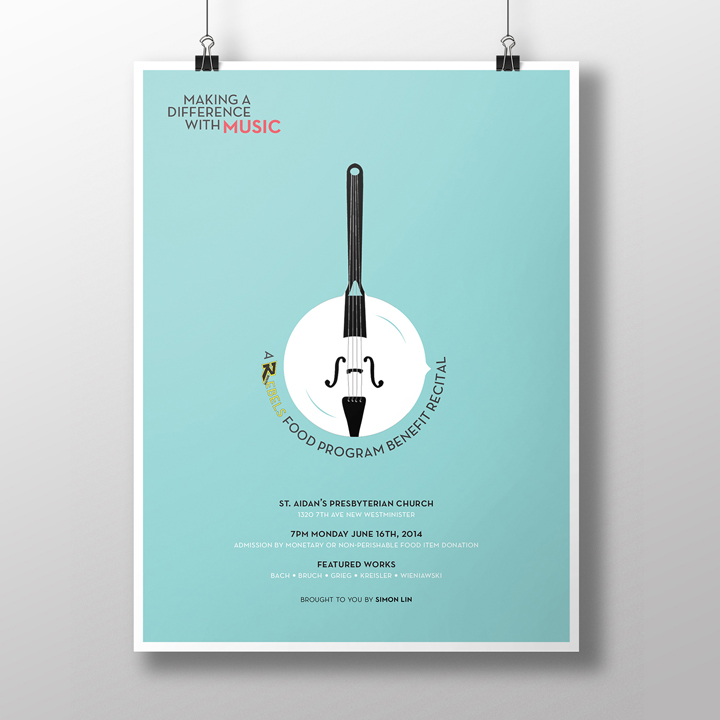 MAKING A
DIFFERENCE
WITH MUSIC
A REBELS FOOD PROGRAM BENEFIT RECITAL
ST. AIDAN'S PRESBYTERIAN CHURCH
1320 7TH AVE NEW WESTMINISTER
7PM MONDAY JUNE 16TH, 2014
ADMISSION BY MONETARY OR NON-PERISHABLE FOOD ITEM DONATION
FEATURED WORKS
BACH • BRUCH • GRIEG • KREISLER • WIENIAWSKI
BROUGHT TO YOU BY SIMON LIN